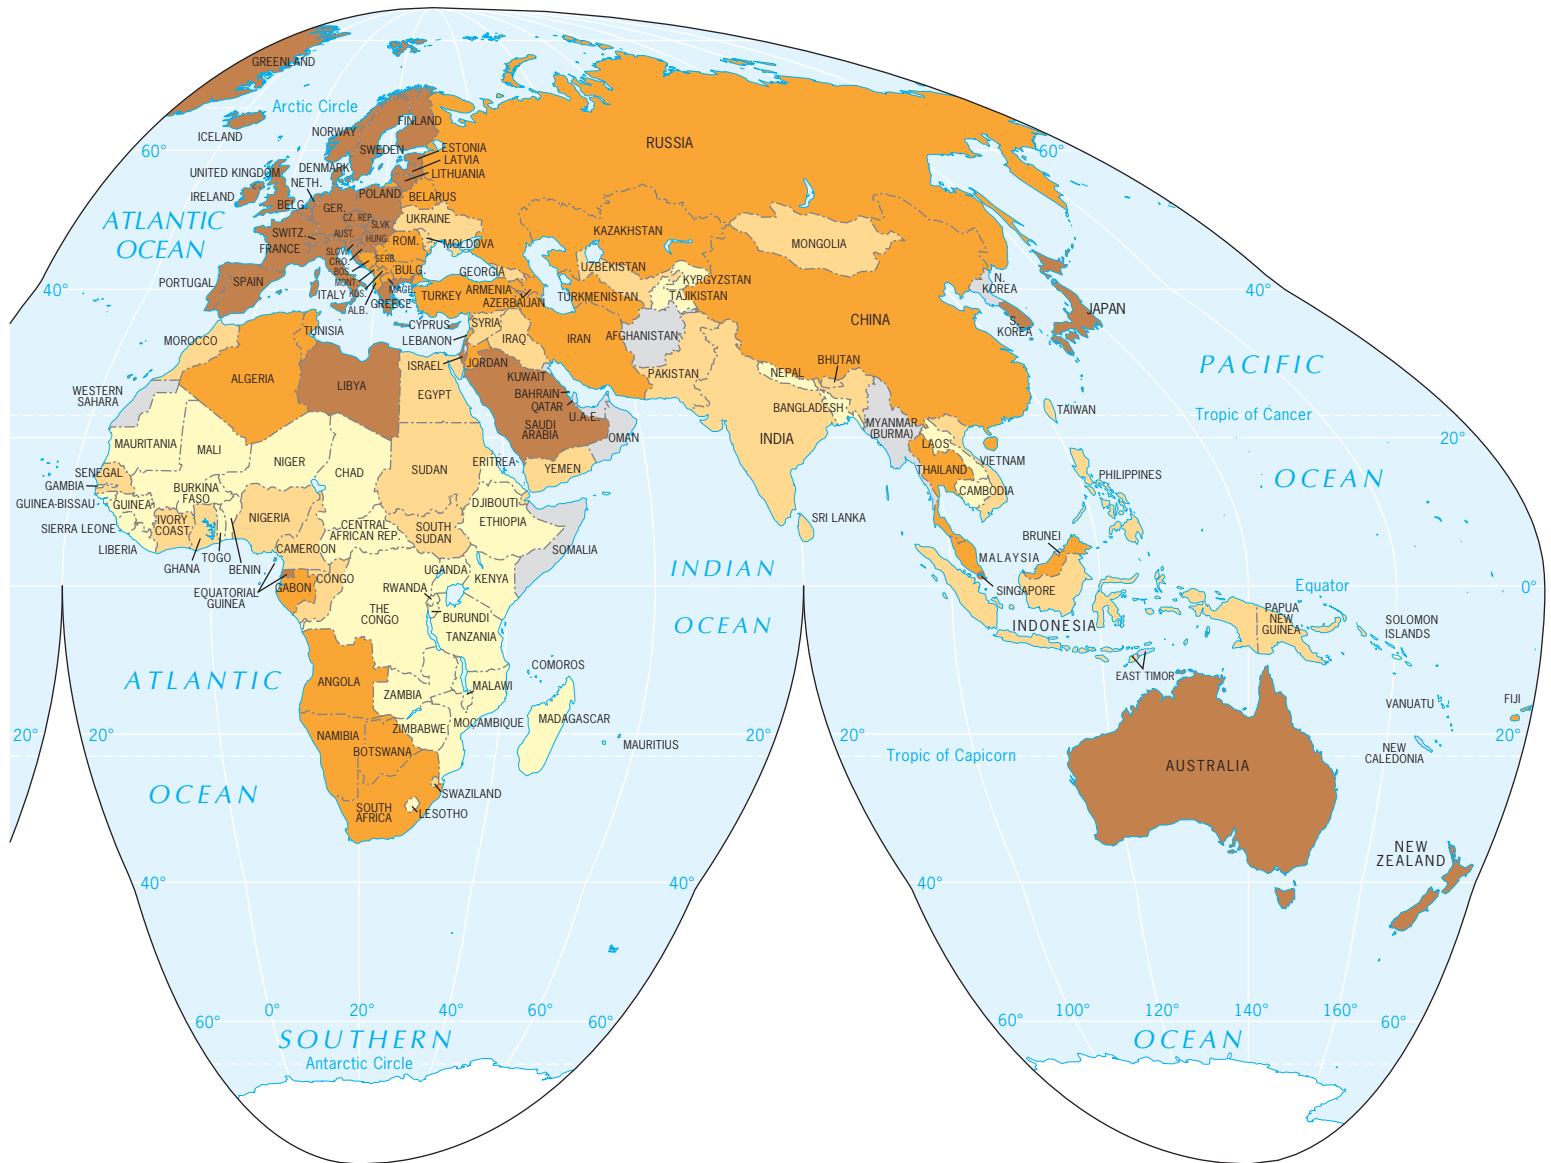 GREENLAND
Arctic Circle
ICELAND
NORWAY
FINLAND
SWEDEN
RUSSIA
60°
60°
ESTONIA
LATVIA
LITHUANIA
UNITED KINGDOM
DENMARK
NETH.
IRELAND
BELG.
GER.
POLAND
BELARUS
CZ. REP.
SLVK
UKRAINE
ATLANTIC
OCEAN
SWITZ.
AUST.
HUNG.
FRANCE
ROM.
MOLDOVA
SLOV.
CRO.
BOS.
SERB.
MONT.
KOS.
BULG.
MACE.
ALB.
ITALY
GREECE
PORTUGAL
SPAIN
40°
40°
KAZAKHSTAN
MONGOLIA
UZBEKISTAN
GEORGIA
KYRGYZSTAN
TAJIKISTAN
TURKMENISTAN
TURKEY
ARMENIA
AZERBAIJAN
N.
KOREA
S.
KOREA
JAPAN
CHINA
CYPRUS
LEBANON
SYRIA
IRAQ
IRAN
AFGHANISTAN
MOROCCO
TUNISIA
ISRAEL
JORDAN
KUWAIT
PAKISTAN
NEPAL
BHUTAN
PACIFIC
OCEAN
ALGERIA
LIBYA
EGYPT
BAHRAIN
QATAR
U.A.E.
SAUDI
ARABIA
OMAN
BANGLADESH
INDIA
MYANMAR
(BURMA)
TAIWAN
Tropic of Cancer
20°
WESTERN
SAHARA
MAURITANIA
MALI
NIGER
CHAD
SUDAN
ERITREA
YEMEN
LAOS
THAILAND
VIETNAM
CAMBODIA
PHILIPPINES
SENEGAL
GAMBIA
GUINEA-BISSAU
GUINEA
BURKINA
FASO
SIERRA LEONE
LIBERIA
IVORY
COAST
GHANA
TOGO
BENIN
NIGERIA
CENTRAL
AFRICAN REP.
CAMEROON
SOUTH
SUDAN
DJIBOUTI
ETHIOPIA
SOMALIA
SRI LANKA
BRUNEI
MALAYSIA
SINGAPORE
EQUATORIAL
GUINEA
GABON
CONGO
UGANDA
RWANDA
KENYA
THE
CONGO
BURUNDI
TANZANIA
INDIAN
OCEAN
Equator
0°
INDONESIA
PAPUA
NEW
GUINEA
SOLOMON
ISLANDS
EAST TIMOR
ATLANTIC
OCEAN
ANGOLA
ZAMBIA
MALAWI
COMOROS
MOÇAMBIQUE
MADAGASCAR
ZIMBABWE
NAMIBIA
BOTSWANA
MAURITIUS
VANUATU
FIJI
NEW
CALEDONIA
20°
20°
20°
20°
20°
Tropic of Capicorn
AUSTRALIA
SWAZILAND
SOUTH
AFRICA
LESOTHO
NEW
ZEALAND
40°
40°
40°
0°
20°
40°
60°
100°
120°
140°
160°
60°
60°
60°
60°
SOUTHERN
OCEAN
Antarctic Circle